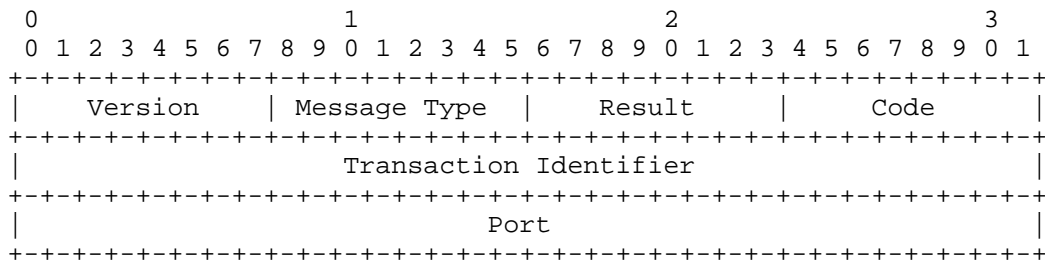 0                   1                   2                   3
 0 1 2 3 4 5 6 7 8 9 0 1 2 3 4 5 6 7 8 9 0 1 2 3 4 5 6 7 8 9 0 1
+-+-+-+-+-+-+-+-+-+-+-+-+-+-+-+-+-+-+-+-+-+-+-+-+-+-+-+-+-+-+-+-+
|    Version    | Message Type  |    Result     |     Code      |
+-+-+-+-+-+-+-+-+-+-+-+-+-+-+-+-+-+-+-+-+-+-+-+-+-+-+-+-+-+-+-+-+
|                    Transaction Identifier                     |
+-+-+-+-+-+-+-+-+-+-+-+-+-+-+-+-+-+-+-+-+-+-+-+-+-+-+-+-+-+-+-+-+
|                             Port                              |
+-+-+-+-+-+-+-+-+-+-+-+-+-+-+-+-+-+-+-+-+-+-+-+-+-+-+-+-+-+-+-+-+